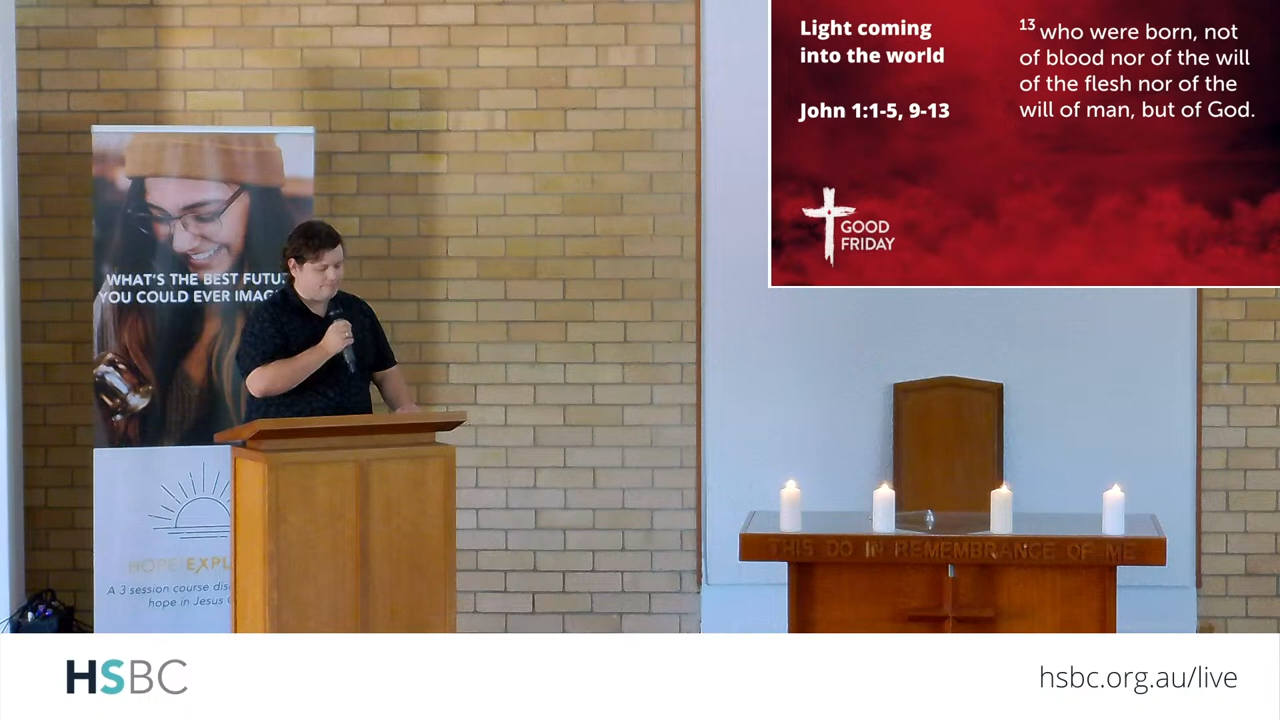 Light coming
into the world
John 1:1-5, 9-13
13 who were born, not
of blood nor of the will
of the flesh nor of the
will of man, but of God.
GOOD
FRIDAY
WHAT'S THE BEST
YOU COULD EVER
HOPE
A 3 session course
hope in Jesus
THIS DO IN REMEMBRANCE OF ME
HSBC
hsbc.org.au/live